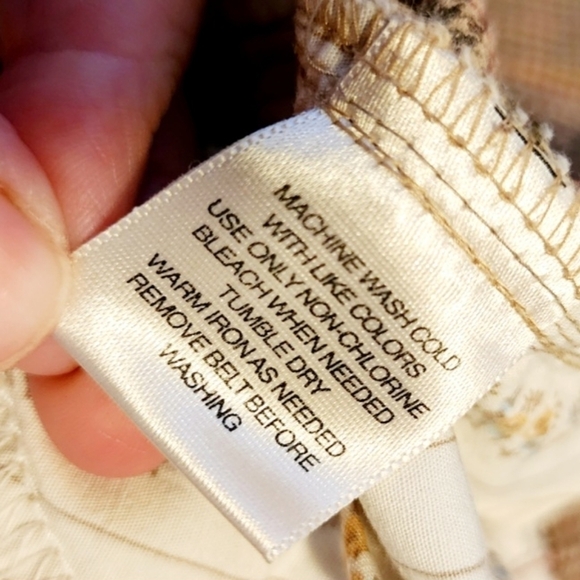 MACHINE WASH COLD
WITH LIKE COLORS
USE ONLY NON-CHLORINE
BLEACH WHEN NEEDED
TUMBLE DRY
WARM IRON AS NEEDED
REMOVE BELT BEFORE
WASHING